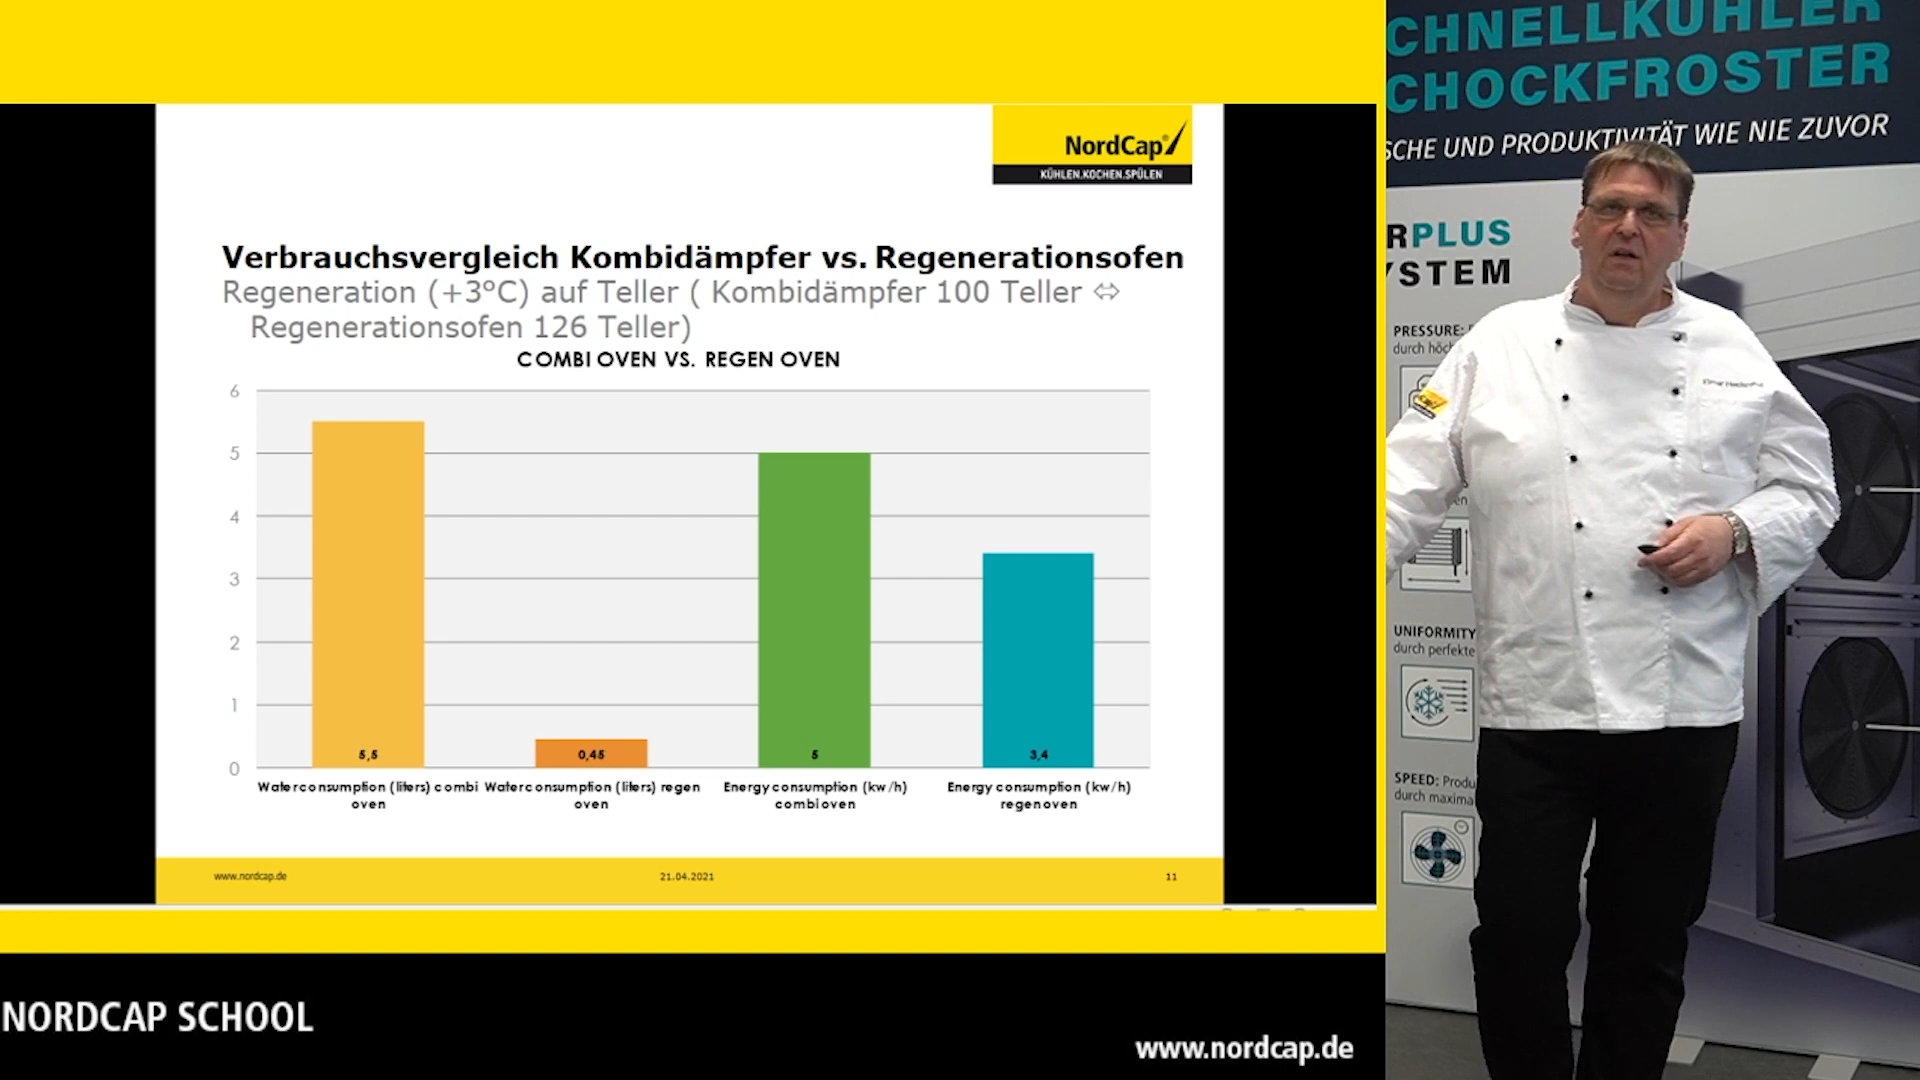 NordCap®
KÜHLEN.KOCHEN.SPÜLEN
Verbrauchsvergleich Kombidämpfer vs. Regenerationsofen
Regeneration (+3°C) auf Teller ( Kombidämpfer 100 Teller ⇔
Regenerationsofen 126 Teller)
COMBI OVEN VS. REGEN OVEN
6
5
4
3
2
1
0
5,5
0,45
5
3,4
Water consumption (liters) combi oven
Water consumption (liters) regen oven
Energy consumption (kw/h) combi oven
Energy consumption (kw/h) regen oven
www.nordcap.de
21.04.2021
11
NORDCAP SCHOOL
www.nordcap.de
CHNELLKÜHLER
CHOCKFROSTER
SCHE UND PRODUKTIVITÄT WIE NIE ZUVOR
RPLUS
YSTEM
PRESSURE:
durch höc
UNIFORMITY
durch perfekte
SPEED: Produ
durch maxima